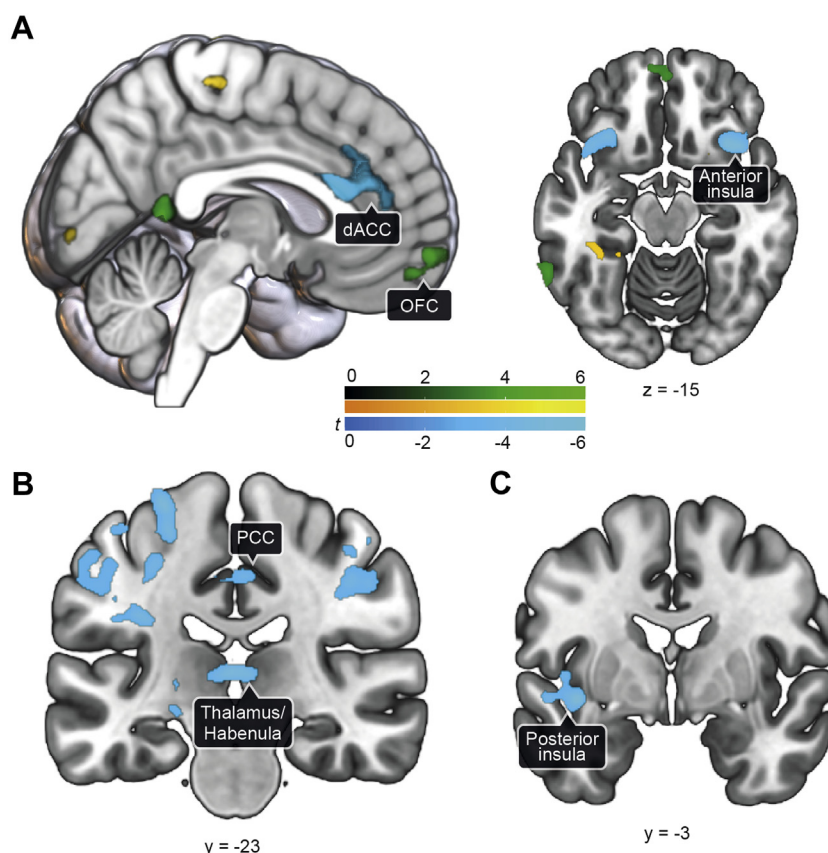 A
dACC
OFC
Anterior
insula
z = -15
0 2 4 6
t
0 -2 -4 -6
B
PCC
Thalamus/
Habenula
y = -23
C
Posterior
insula
y = -3